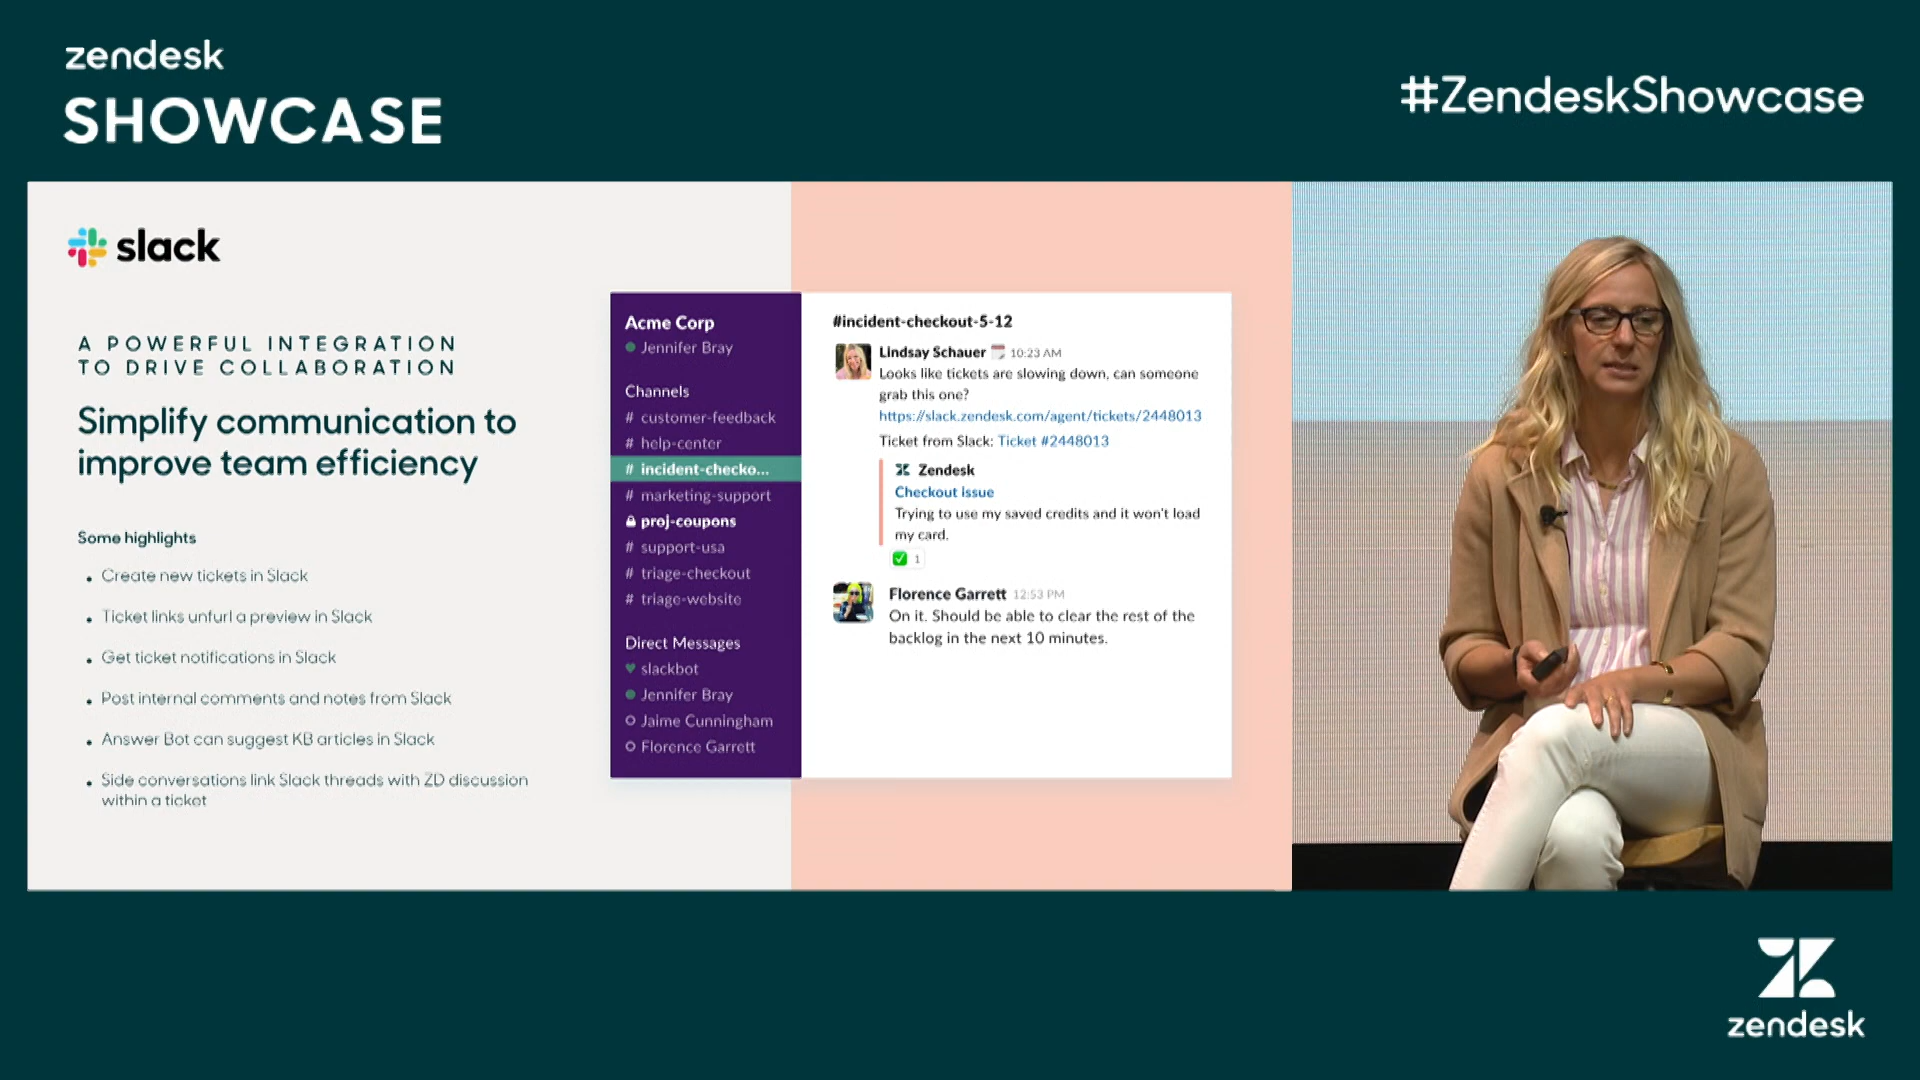 zendesk
SHOWCASE
#ZendeskShowcase
slack
A POWERFUL INTEGRATION
TO DRIVE COLLABORATION
Simplify communication to
improve team efficiency
Some highlights
• Create new tickets in Slack
• Ticket links unfurl a preview in Slack
• Get ticket notifications in Slack
• Post internal comments and notes from Slack
• Answer Bot can suggest KB articles in Slack
• Side conversations link Slack threads with ZD discussion
within a ticket
Acme Corp
Jennifer Bray
Channels
# customer-feedback
# help-center
# incident-checko...
# marketing-support
proj-coupons
# support-usa
# triage-checkout
# triage-website
Direct Messages
slackbot
Jennifer Bray
Jaime Cunningham
Florence Garrett
#incident-checkout-5-12
Lindsay Schauer 10:23 AM
Looks like tickets are slowing down, can someone
grab this one?
https://slack.zendesk.com/agent/tickets/2448013
Ticket from Slack: Ticket #2448013
Zendesk
Checkout issue
Trying to use my saved credits and it won't load
my card.
1
Florence Garrett 12:53 PM
On it. Should be able to clear the rest of the
backlog in the next 10 minutes.
zendesk